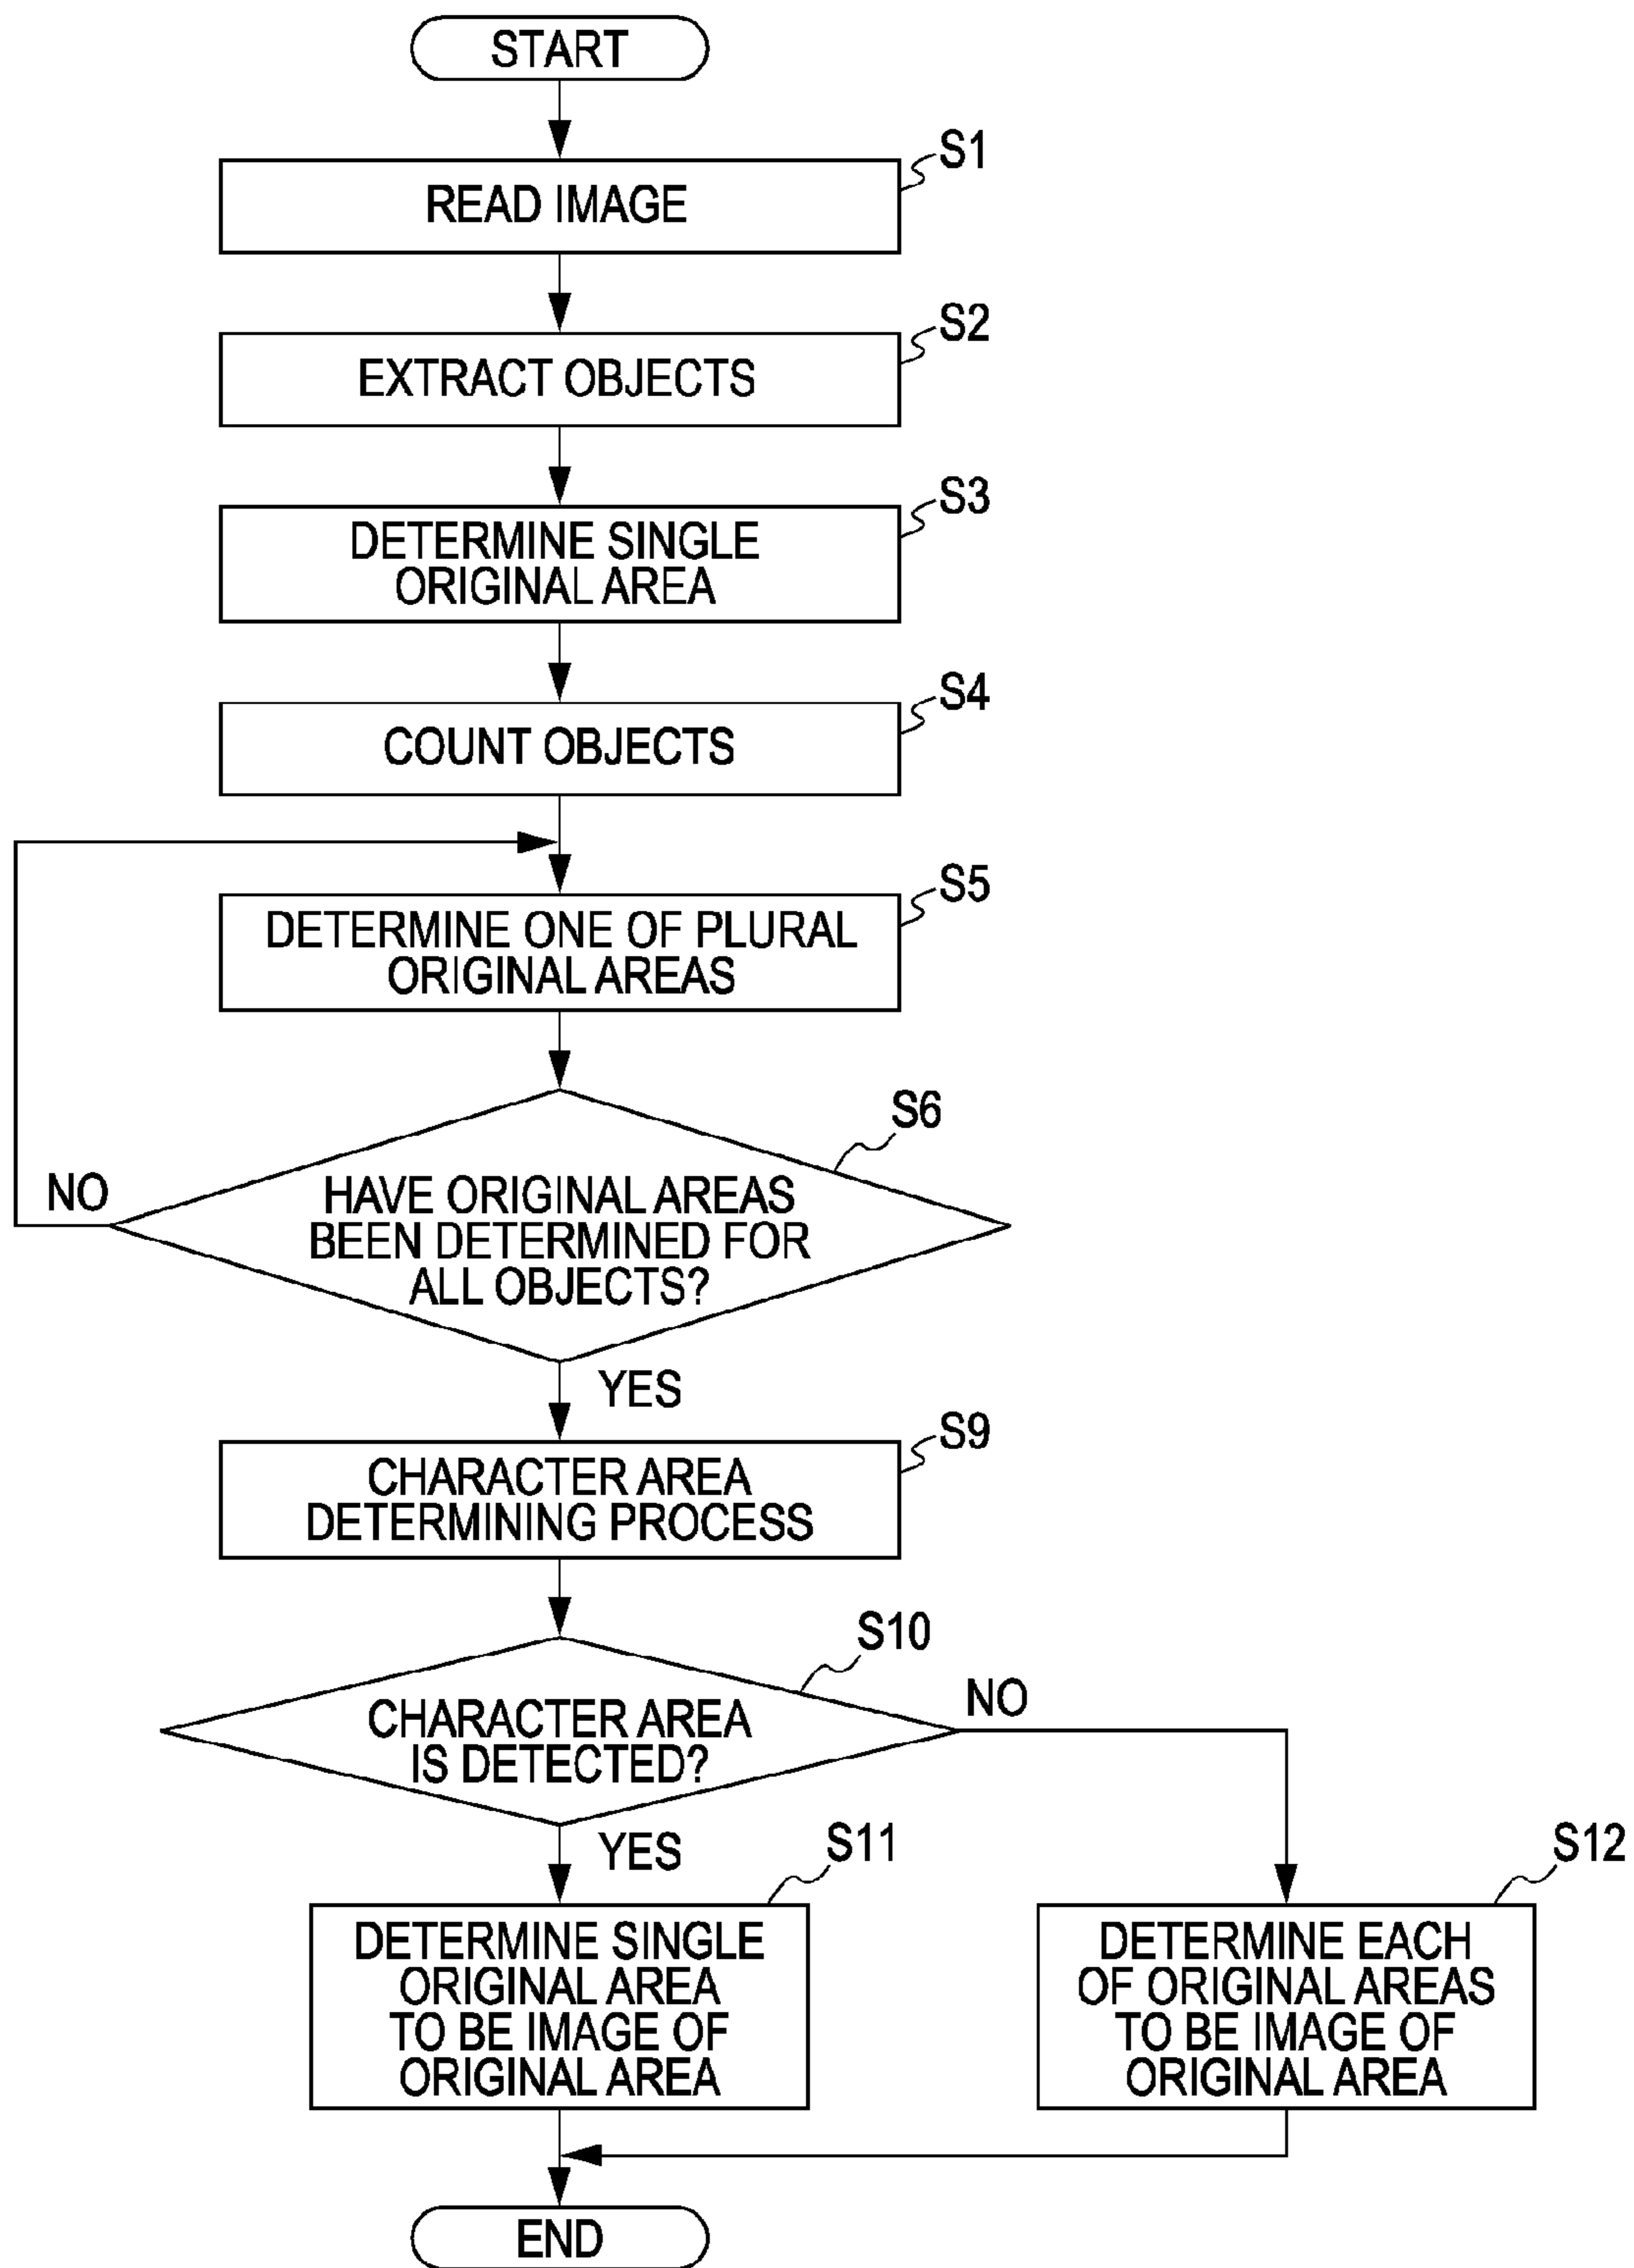 START
S1
READ IMAGE
S2
EXTRACT OBJECTS
S3
DETERMINE SINGLE
ORIGINAL AREA
S4
COUNT OBJECTS
S5
DETERMINE ONE OF PLURAL
ORIGINAL AREAS
S6
NO
HAVE ORIGINAL AREAS
BEEN DETERMINED FOR
ALL OBJECTS?
YES
S9
CHARACTER AREA
DETERMINING PROCESS
S10
NO
CHARACTER AREA
IS DETECTED?
YES
S11
DETERMINE SINGLE
ORIGINAL AREA
TO BE IMAGE OF
ORIGINAL AREA
S12
DETERMINE EACH
OF ORIGINAL AREAS
TO BE IMAGE OF
ORIGINAL AREA
END